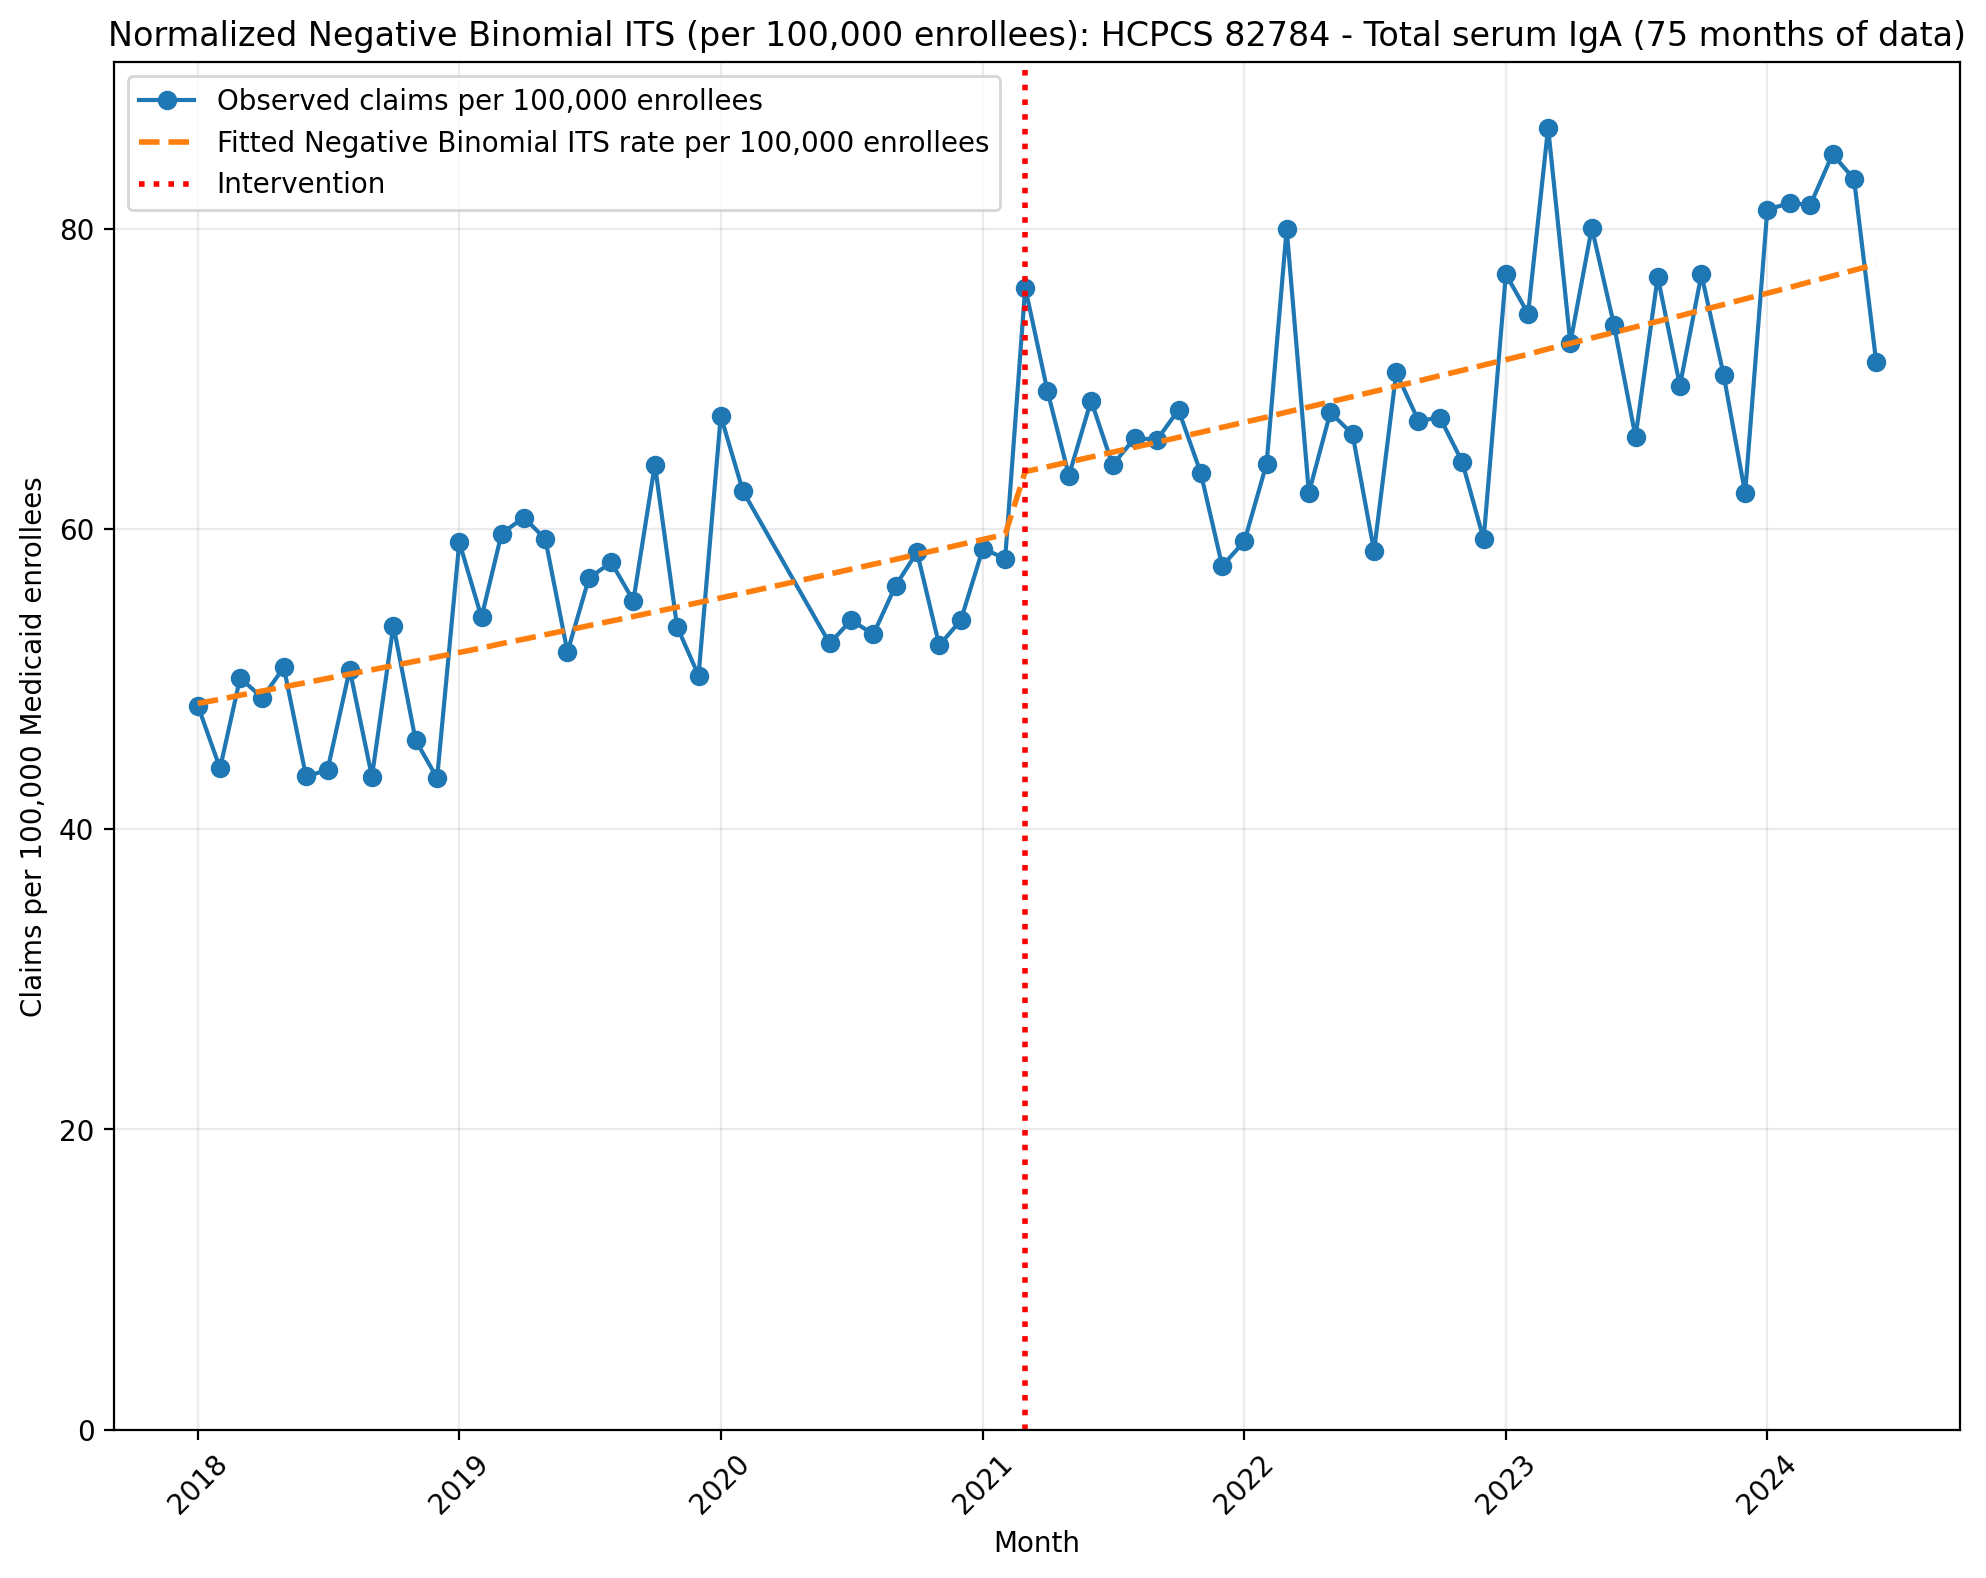 Normalized Negative Binomial ITS (per 100,000 enrollees): HCPCS 82784 - Total serum IgA (75 months of data)
Observed claims per 100,000 enrollees
Fitted Negative Binomial ITS rate per 100,000 enrollees
Intervention
Claims per 100,000 Medicaid enrollees
80
60
40
20
0
2018
2019
2020
2021
2022
2023
2024
Month